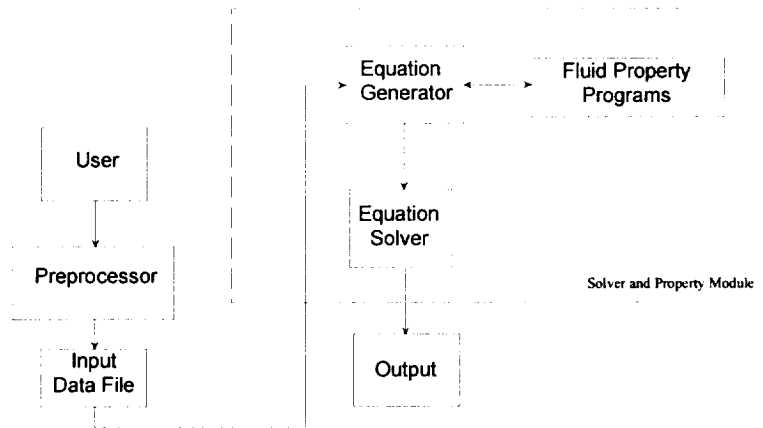 Equation
Generator
Fluid Property
Programs
User
Equation
Solver
Preprocessor
Solver and Property Module
Input
Data File
Output